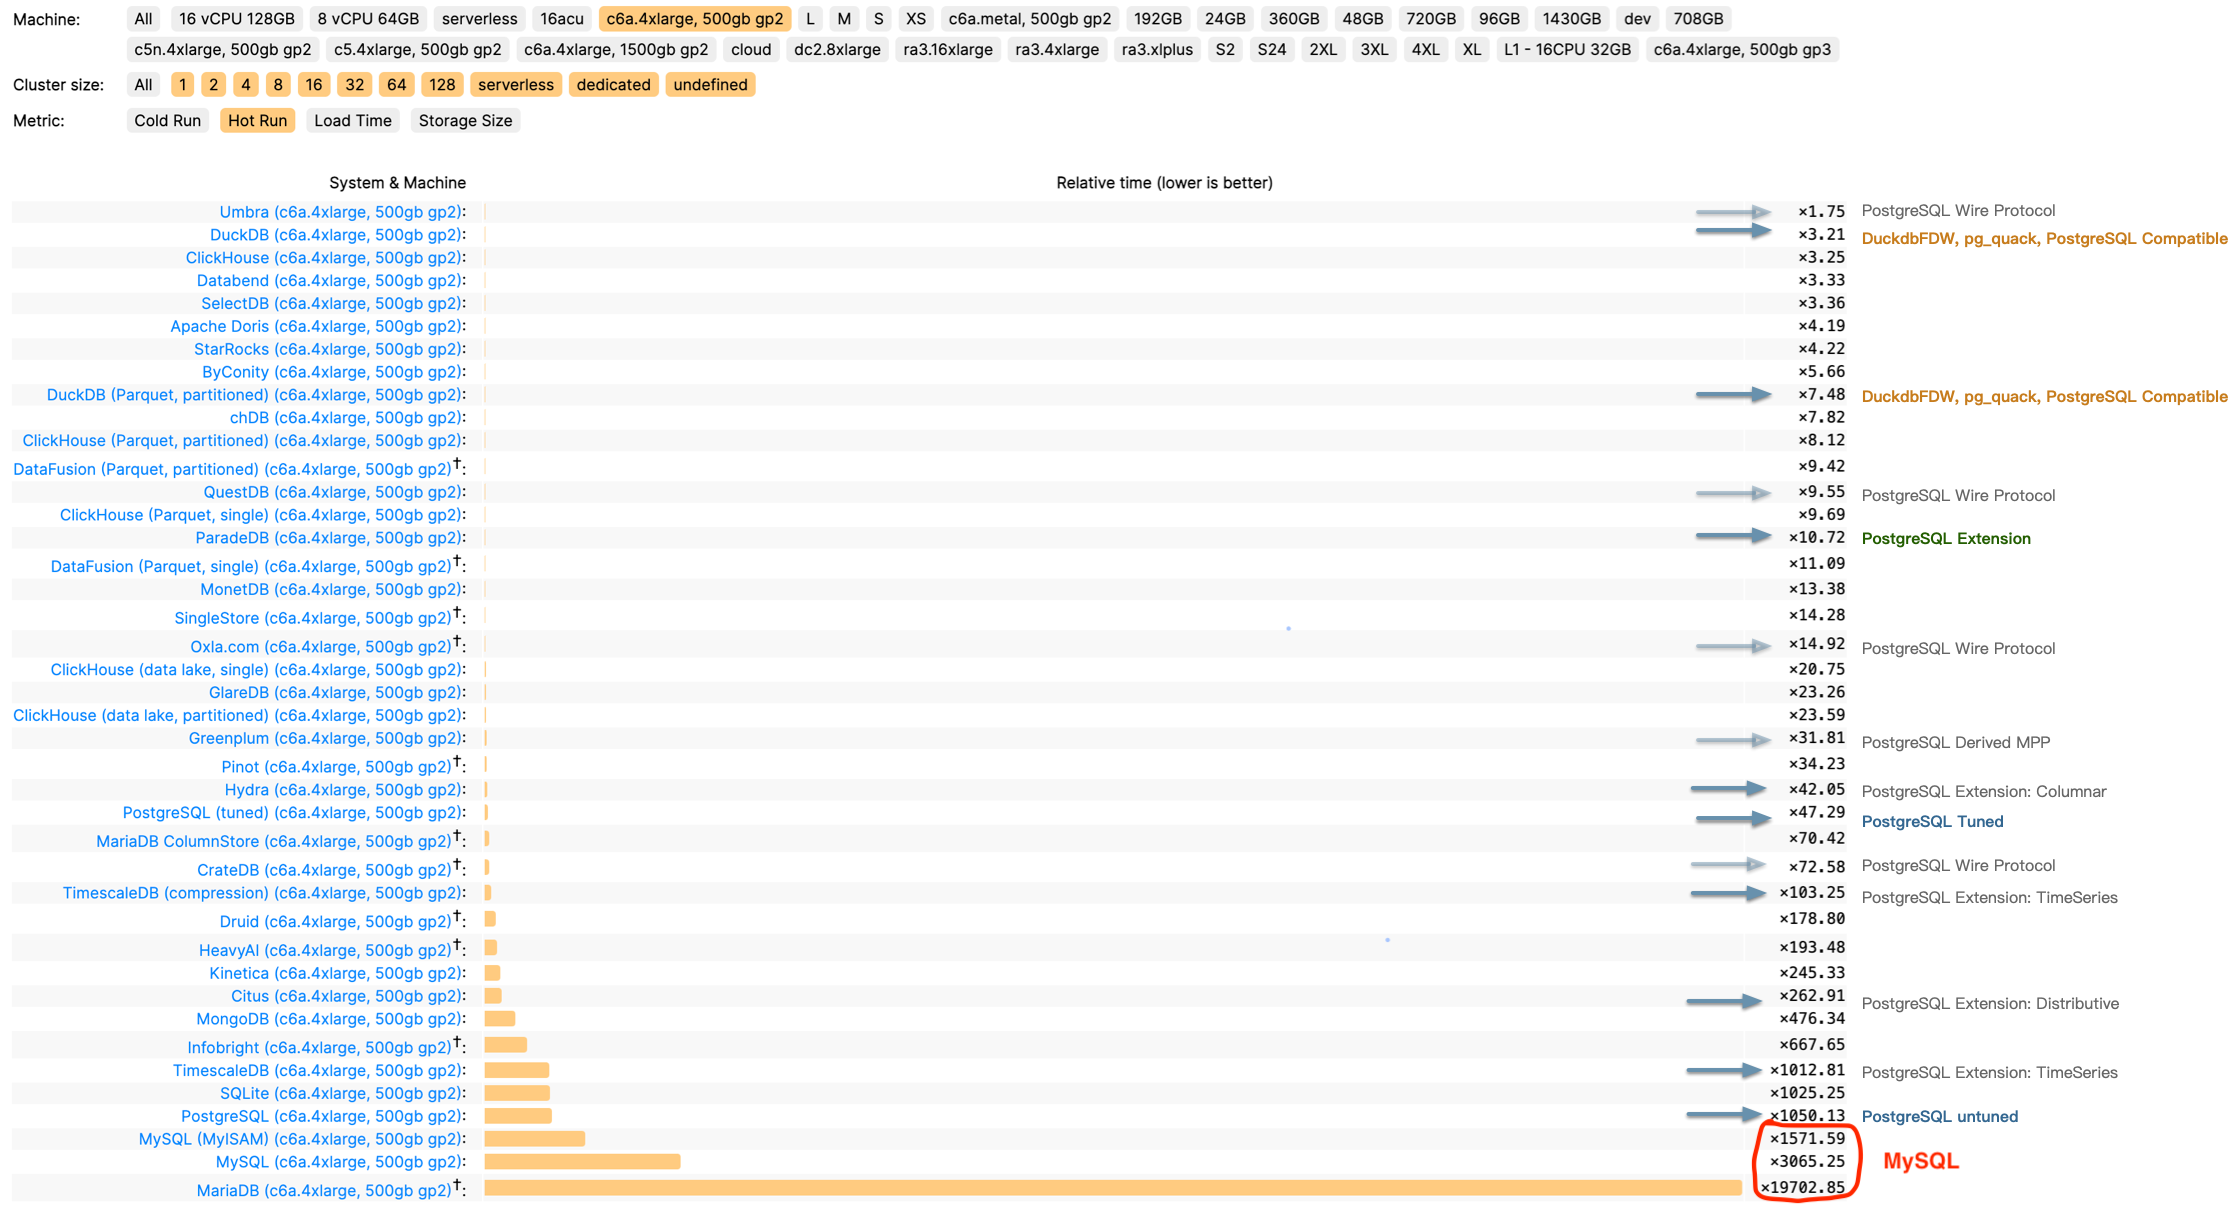 Machine: All 16 vCPU 128GB 8 vCPU 64GB serverless 16acu c6a.4xlarge, 500gb gp2 L M S XS c6a.metal, 500gb gp2 192GB 24GB 360GB 48GB 720GB 96GB 1430GB dev 708GB
c5n.4xlarge, 500gb gp2 c5.4xlarge, 500gb gp2 c6a.4xlarge, 1500gb gp2 cloud dc2.8xlarge ra3.16xlarge ra3.4xlarge ra3.xlplus S2 S24 2XL 3XL 4XL XL L1 - 16CPU 32GB c6a.4xlarge, 500gb gp3
Cluster size: All 1 2 4 8 16 32 64 128 serverless dedicated undefined
Metric: Cold Run Hot Run Load Time Storage Size
System & Machine Relative time (lower is better)
Umbra (c6a.4xlarge, 500gb gp2): ×1.75 PostgreSQL Wire Protocol
DuckDB (c6a.4xlarge, 500gb gp2): ×3.21 DuckdbFDW, pg_quack, PostgreSQL Compatible
ClickHouse (c6a.4xlarge, 500gb gp2): ×3.25
Databend (c6a.4xlarge, 500gb gp2): ×3.33
SelectDB (c6a.4xlarge, 500gb gp2): ×3.36
Apache Doris (c6a.4xlarge, 500gb gp2): ×4.19
StarRocks (c6a.4xlarge, 500gb gp2): ×4.22
ByConity (c6a.4xlarge, 500gb gp2): ×5.66
DuckDB (Parquet, partitioned) (c6a.4xlarge, 500gb gp2): ×7.48 DuckdbFDW, pg_quack, PostgreSQL Compatible
chDB (c6a.4xlarge, 500gb gp2): ×7.82
ClickHouse (Parquet, partitioned) (c6a.4xlarge, 500gb gp2): ×8.12
DataFusion (Parquet, partitioned) (c6a.4xlarge, 500gb gp2)†: ×9.42
QuestDB (c6a.4xlarge, 500gb gp2): ×9.55 PostgreSQL Wire Protocol
ClickHouse (Parquet, single) (c6a.4xlarge, 500gb gp2): ×9.69
ParadeDB (c6a.4xlarge, 500gb gp2): ×10.72 PostgreSQL Extension
DataFusion (Parquet, single) (c6a.4xlarge, 500gb gp2)†: ×11.09
MonetDB (c6a.4xlarge, 500gb gp2): ×13.38
SingleStore (c6a.4xlarge, 500gb gp2)†: ×14.28
Oxla.com (c6a.4xlarge, 500gb gp2)†: ×14.92 PostgreSQL Wire Protocol
ClickHouse (data lake, single) (c6a.4xlarge, 500gb gp2): ×20.75
GlareDB (c6a.4xlarge, 500gb gp2): ×23.26
ClickHouse (data lake, partitioned) (c6a.4xlarge, 500gb gp2): ×23.59
Greenplum (c6a.4xlarge, 500gb gp2): ×31.81 PostgreSQL Derived MPP
Pinot (c6a.4xlarge, 500gb gp2)†: ×34.23
Hydra (c6a.4xlarge, 500gb gp2): ×42.05 PostgreSQL Extension: Columnar
PostgreSQL (tuned) (c6a.4xlarge, 500gb gp2): ×47.29 PostgreSQL Tuned
MariaDB ColumnStore (c6a.4xlarge, 500gb gp2)†: ×70.42
CrateDB (c6a.4xlarge, 500gb gp2)†: ×72.58 PostgreSQL Wire Protocol
TimescaleDB (compression) (c6a.4xlarge, 500gb gp2): ×103.25 PostgreSQL Extension: TimeSeries
Druid (c6a.4xlarge, 500gb gp2)†: ×178.80
HeavyAI (c6a.4xlarge, 500gb gp2)†: ×193.48
Kinetica (c6a.4xlarge, 500gb gp2): ×245.33
Citus (c6a.4xlarge, 500gb gp2): ×262.91 PostgreSQL Extension: Distributive
MongoDB (c6a.4xlarge, 500gb gp2): ×476.34
Infobright (c6a.4xlarge, 500gb gp2)†: ×667.65
TimescaleDB (c6a.4xlarge, 500gb gp2): ×1012.81 PostgreSQL Extension: TimeSeries
SQLite (c6a.4xlarge, 500gb gp2): ×1025.25
PostgreSQL (c6a.4xlarge, 500gb gp2): ×1050.13 PostgreSQL untuned
MySQL (MyISAM) (c6a.4xlarge, 500gb gp2): ×1571.59
MySQL (c6a.4xlarge, 500gb gp2): ×3065.25 MySQL
MariaDB (c6a.4xlarge, 500gb gp2)†: ×19702.85